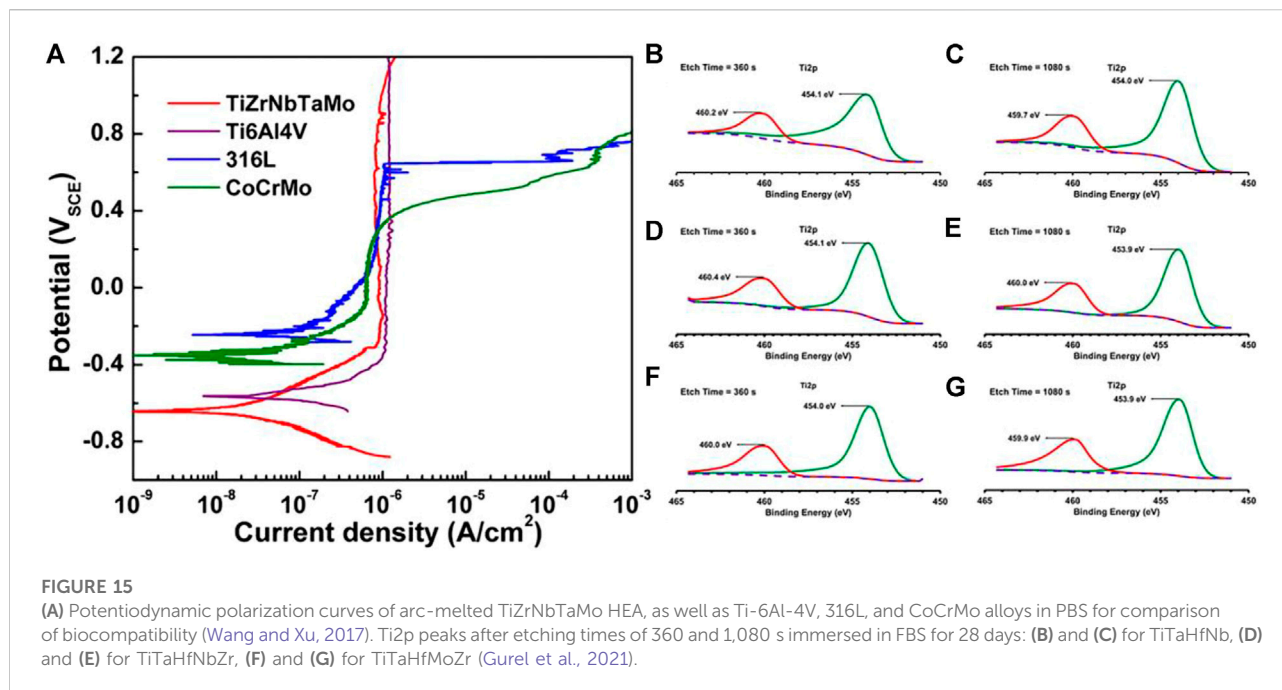 A
1.2
0.8
0.4
0.0
-0.4
-0.8
Potential (V_SCE)
TiZrNbTaMo
Ti6Al4V
316L
CoCrMo
10⁻⁹ 10⁻⁸ 10⁻⁷ 10⁻⁶ 10⁻⁵ 10⁻⁴ 10⁻³
Current density (A/cm²)
B
Etch Time = 360 s Ti2p
454.1 eV
460.2 eV
465 460 455 450
Binding Energy (eV)
C
Etch Time = 1080 s Ti2p
454.0 eV
459.7 eV
465 460 455 450
Binding Energy (eV)
D
Etch Time = 360 s Ti2p
454.1 eV
460.4 eV
465 460 455 450
Binding Energy (eV)
E
Etch Time = 1080 s Ti2p
453.9 eV
460.0 eV
465 460 455 450
Binding Energy (eV)
F
Etch Time = 360 s Ti2p
454.0 eV
460.0 eV
465 460 455 450
Binding Energy (eV)
G
Etch Time = 1080 s Ti2p
453.9 eV
459.9 eV
465 460 455 450
Binding Energy (eV)
FIGURE 15
(A) Potentiodynamic polarization curves of arc-melted TiZrNbTaMo HEA, as well as Ti-6Al-4V, 316L, and CoCrMo alloys in PBS for comparison
of biocompatibility (Wang and Xu, 2017). Ti2p peaks after etching times of 360 and 1,080 s immersed in FBS for 28 days: (B) and (C) for TiTaHfNb, (D)
and (E) for TiTaHfNbZr, (F) and (G) for TiTaHfMoZr (Gurel et al., 2021).